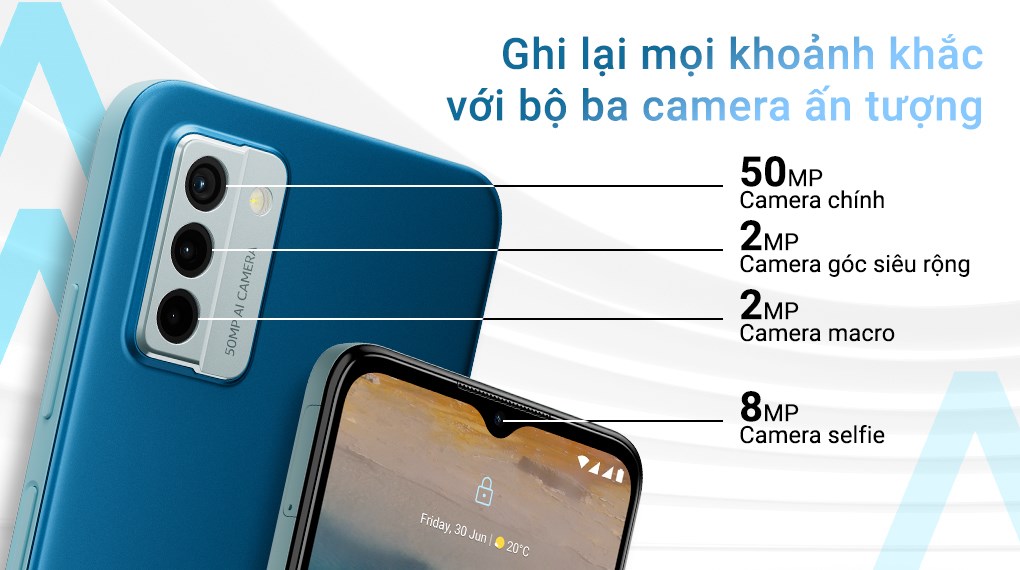 Ghi lại mọi khoảnh khắc
với bộ ba camera ấn tượng
50MP
Camera chính
2MP
Camera góc siêu rộng
2MP
Camera macro
8MP
Camera selfie
50MP AI CAMERA
Friday, 30 Jun | 20°C